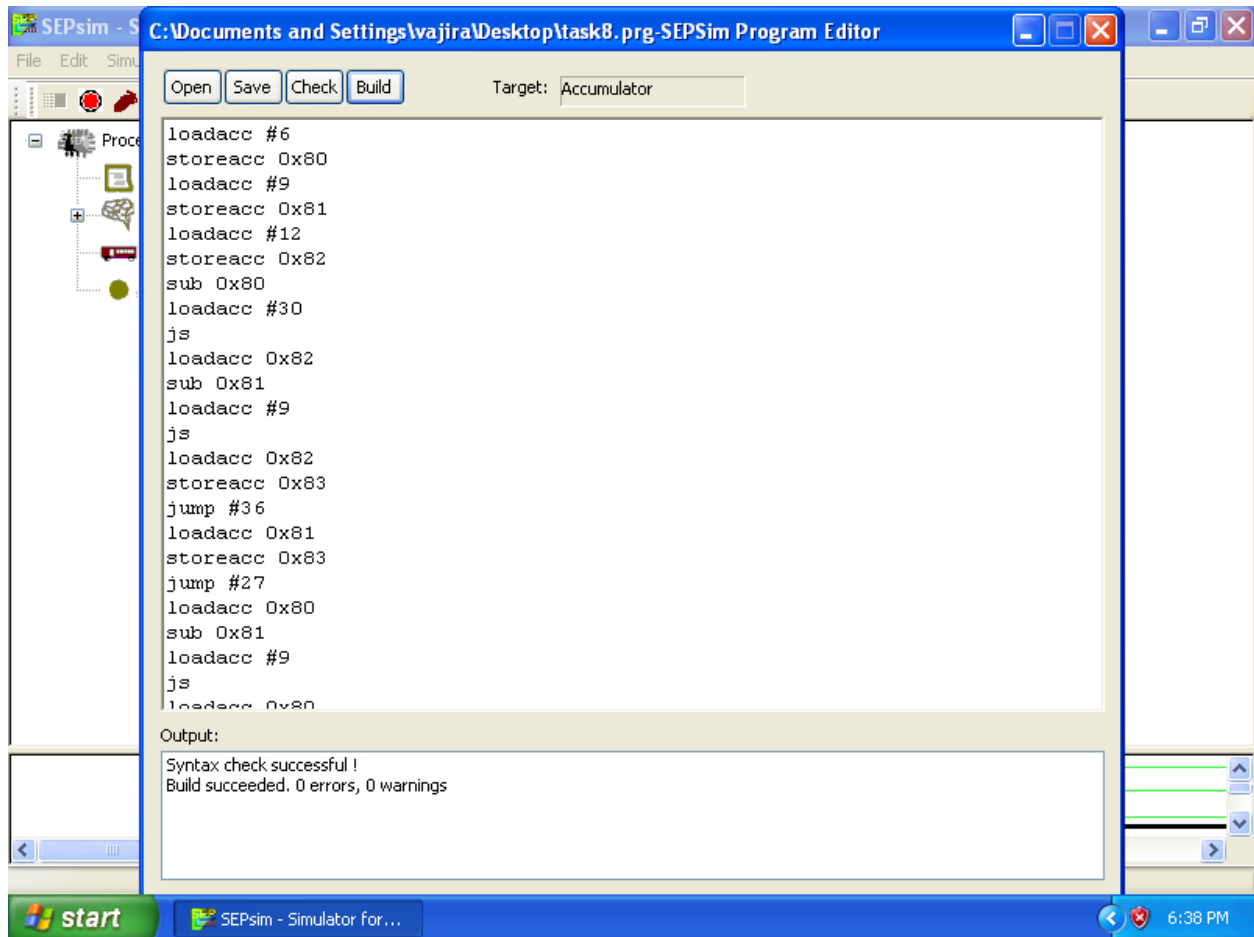 SEPsim - S
C:\Documents and Settings\vajira\Desktop\task8.prg-SEPSim Program Editor
File Edit Simu
Open Save Check Build Target: Accumulator
Proce
loadacc #6
storeacc 0x80
loadacc #9
storeacc 0x81
loadacc #12
storeacc 0x82
sub 0x80
loadacc #30
js
loadacc 0x82
sub 0x81
loadacc #9
js
loadacc 0x82
storeacc 0x83
jump #36
loadacc 0x81
storeacc 0x83
jump #27
loadacc 0x80
sub 0x81
loadacc #9
js
loadacc 0x80
Output:
Syntax check successful !
Build succeeded. 0 errors, 0 warnings
start SEPsim - Simulator for... 6:38 PM